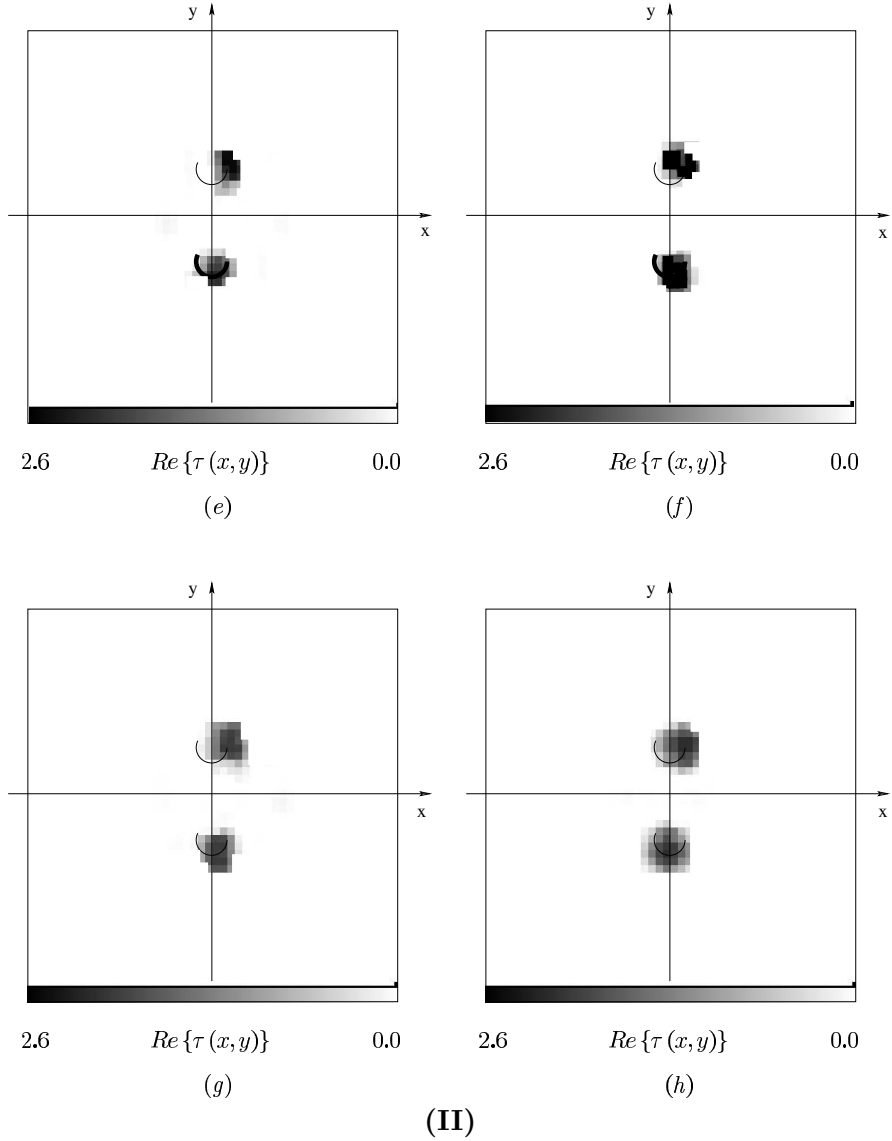 y y
x x
2.6 Re{τ(x,y)} 0.0 2.6 Re{τ(x,y)} 0.0
(e) (f)
y y
x x
2.6 Re{τ(x,y)} 0.0 2.6 Re{τ(x,y)} 0.0
(g) (h)
(II)